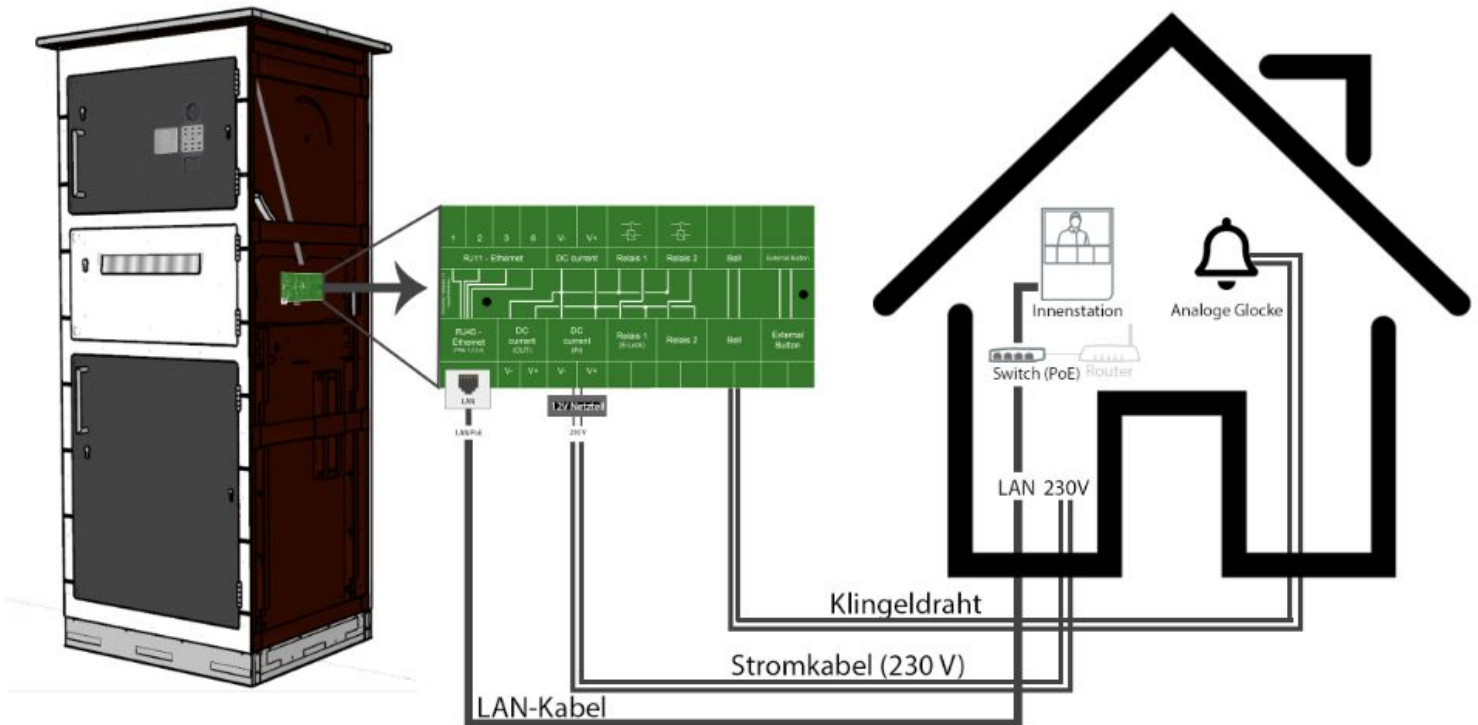 1 2 3 6 V- V+
RJ11 - Ethernet DC current Relais 1 Relais 2 Bell External Button
RJ45 -
Ethernet
DC
current
(OUT)
DC
current
(IN)
Relais 1
(E-Lock)
Relais 2
Bell
External
Button
V- V+ V- V+
LAN
LAN/PoE
12V Netzteil
230 V
Innenstation
Analoge Glocke
Switch (PoE)
Router
LAN 230V
Klingeldraht
Stromkabel (230 V)
LAN-Kabel